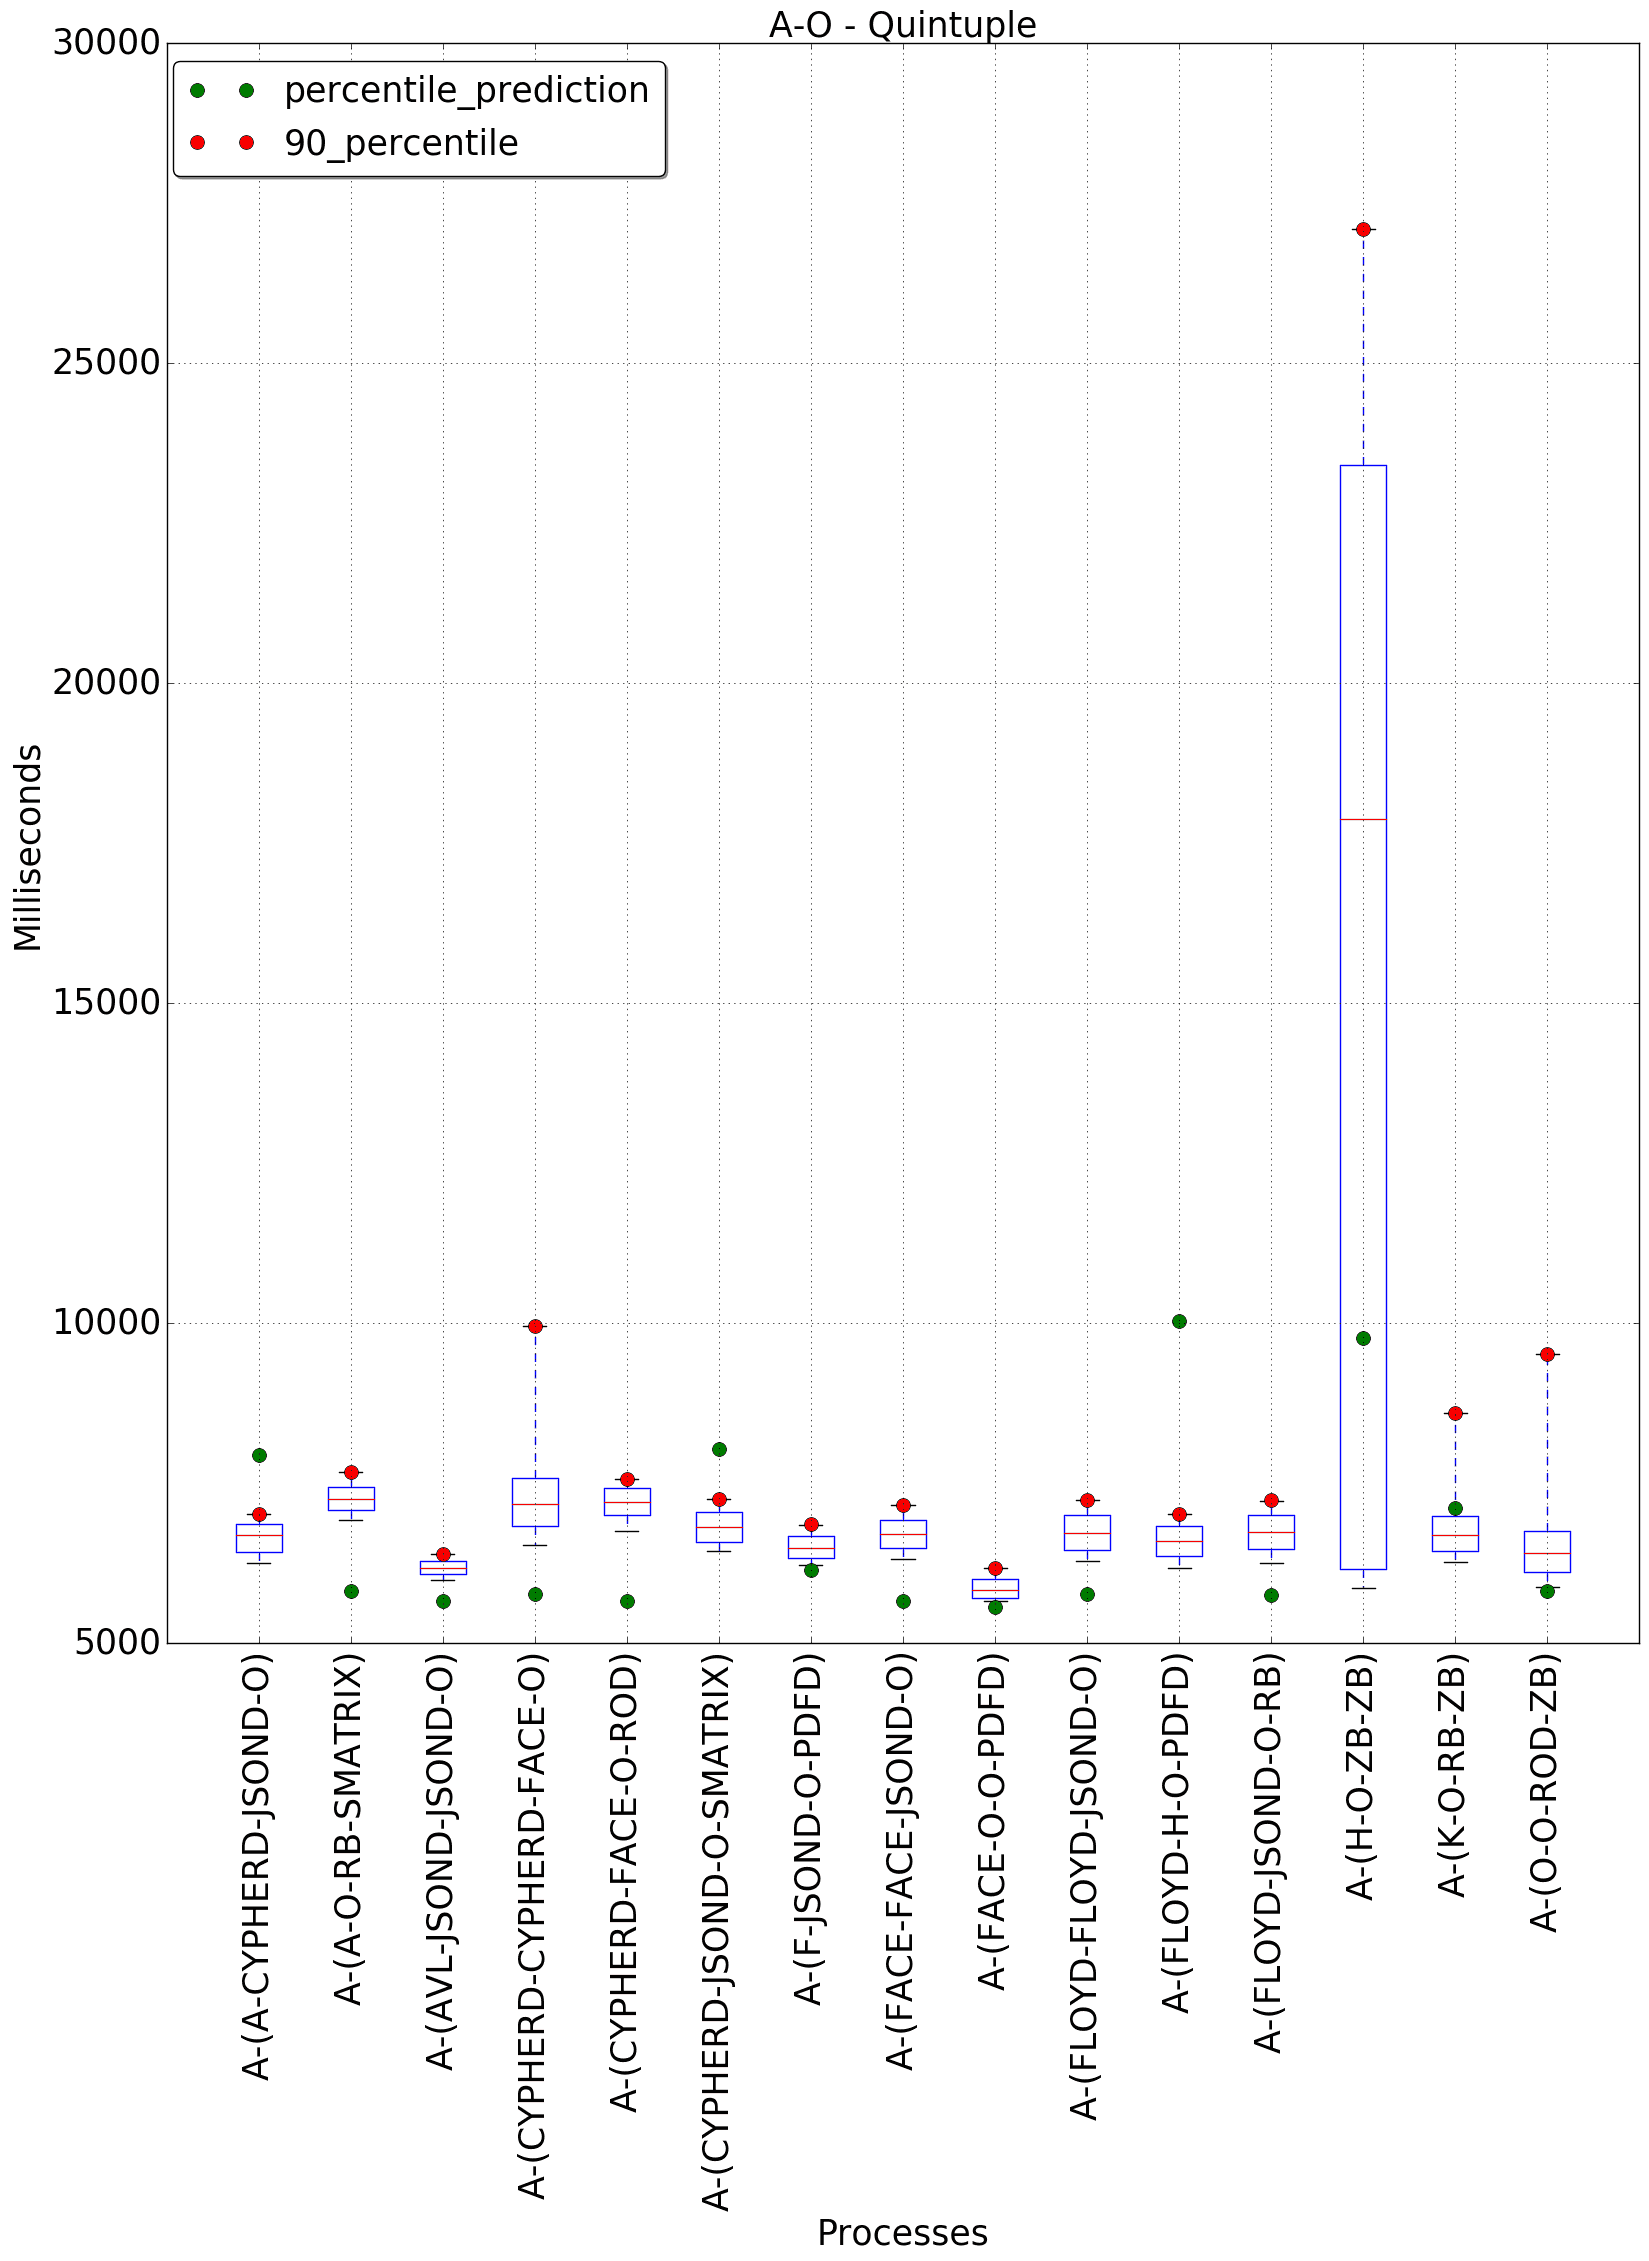 A-O - Quintuple
percentile_prediction
90_percentile
30000
25000
20000
15000
10000
5000
Milliseconds
A-(A-CYPHERD-JSOND-O)
A-(A-O-RB-SMATRIX)
A-(AVL-JSOND-JSOND-O)
A-(CYPHERD-CYPHERD-FACE-O)
A-(CYPHERD-FACE-O-ROD)
A-(CYPHERD-JSOND-O-SMATRIX)
A-(F-JSOND-O-PDFD)
A-(FACE-FACE-JSOND-O)
A-(FACE-O-O-PDFD)
A-(FLOYD-FLOYD-JSOND-O)
A-(FLOYD-H-O-PDFD)
A-(FLOYD-JSOND-O-RB)
A-(H-O-ZB-ZB)
A-(K-O-RB-ZB)
A-(O-O-ROD-ZB)
Processes